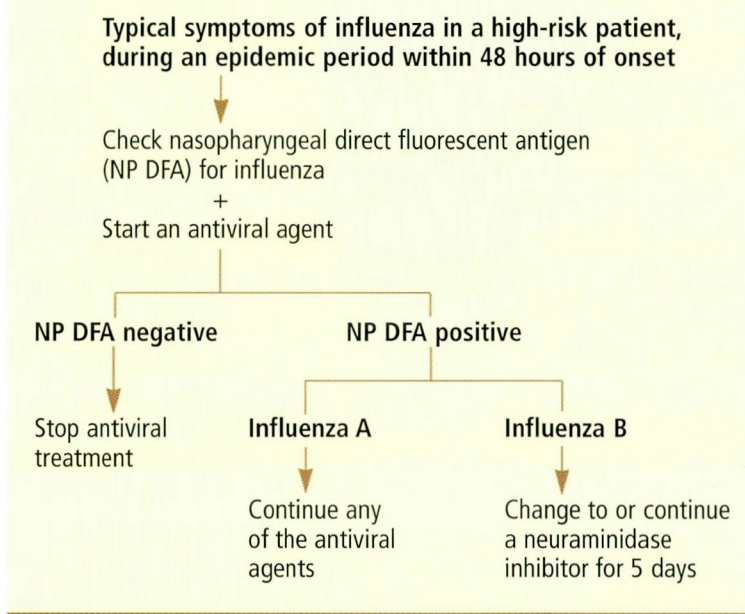 Typical symptoms of influenza in a high-risk patient,
during an epidemic period within 48 hours of onset
Check nasopharyngeal direct fluorescent antigen
(NP DFA) for influenza
+
Start an antiviral agent
NP DFA negative
NP DFA positive
Stop antiviral
treatment
Influenza A
Influenza B
Continue any
of the antiviral
agents
Change to or continue
a neuraminidase
inhibitor for 5 days